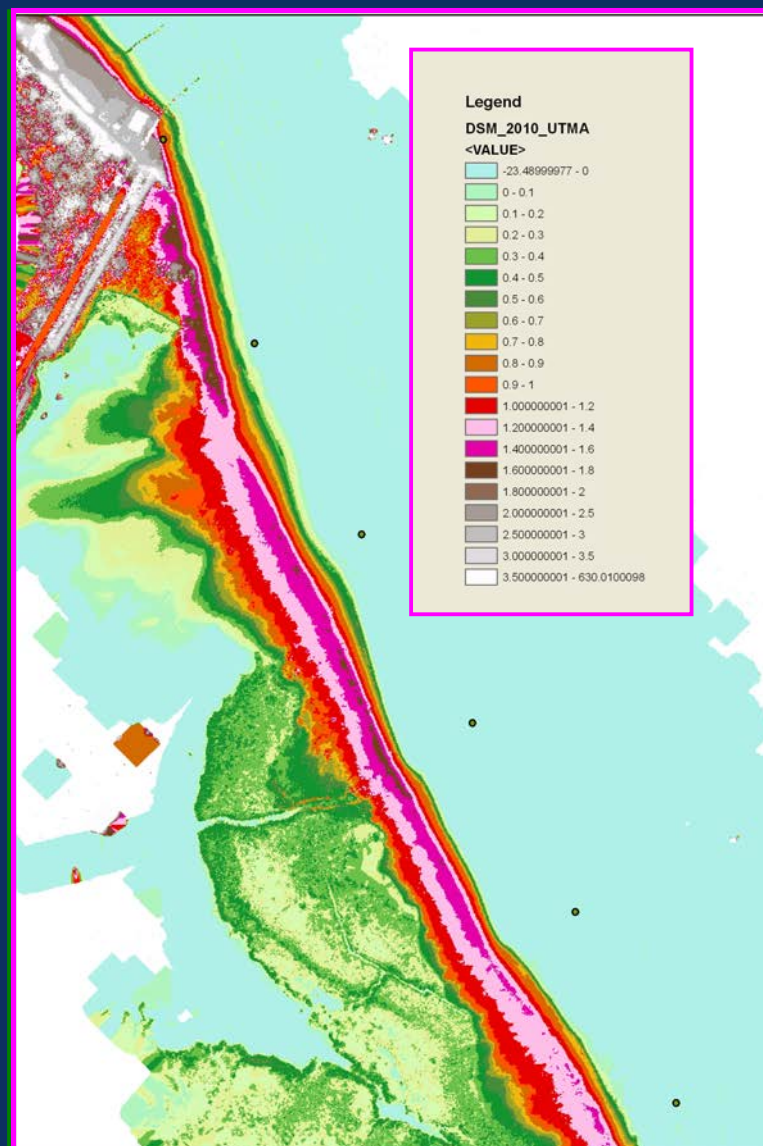 Legend
DSM_2010_UTMA
<VALUE>
-23.48999977 - 0
0 - 0.1
0.1 - 0.2
0.2 - 0.3
0.3 - 0.4
0.4 - 0.5
0.5 - 0.6
0.6 - 0.7
0.7 - 0.8
0.8 - 0.9
0.9 - 1
1.000000001 - 1.2
1.200000001 - 1.4
1.400000001 - 1.6
1.600000001 - 1.8
1.800000001 - 2
2.000000001 - 2.5
2.500000001 - 3
3.000000001 - 3.5
3.500000001 - 630.0100098